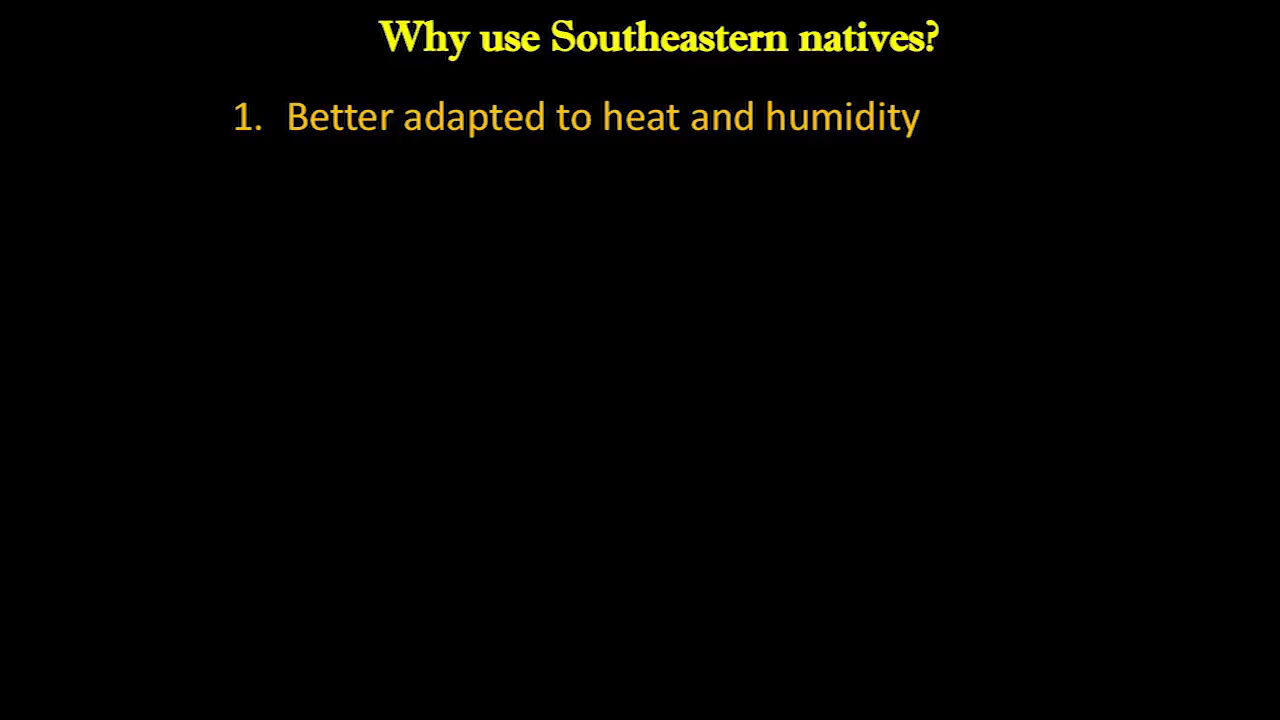 Why use Southeastern natives?
1. Better adapted to heat and humidity